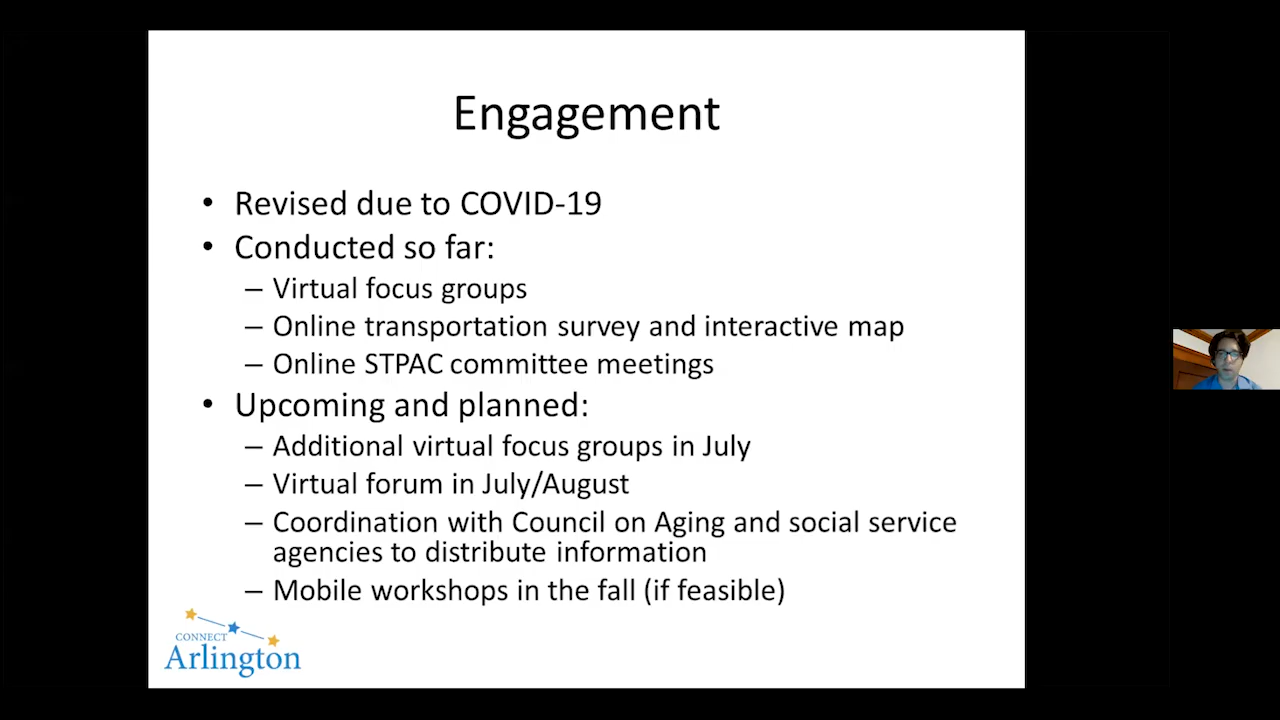 Engagement
• Revised due to COVID-19
• Conducted so far:
– Virtual focus groups
– Online transportation survey and interactive map
– Online STPAC committee meetings
• Upcoming and planned:
– Additional virtual focus groups in July
– Virtual forum in July/August
– Coordination with Council on Aging and social service
agencies to distribute information
– Mobile workshops in the fall (if feasible)
CONNECT
Arlington